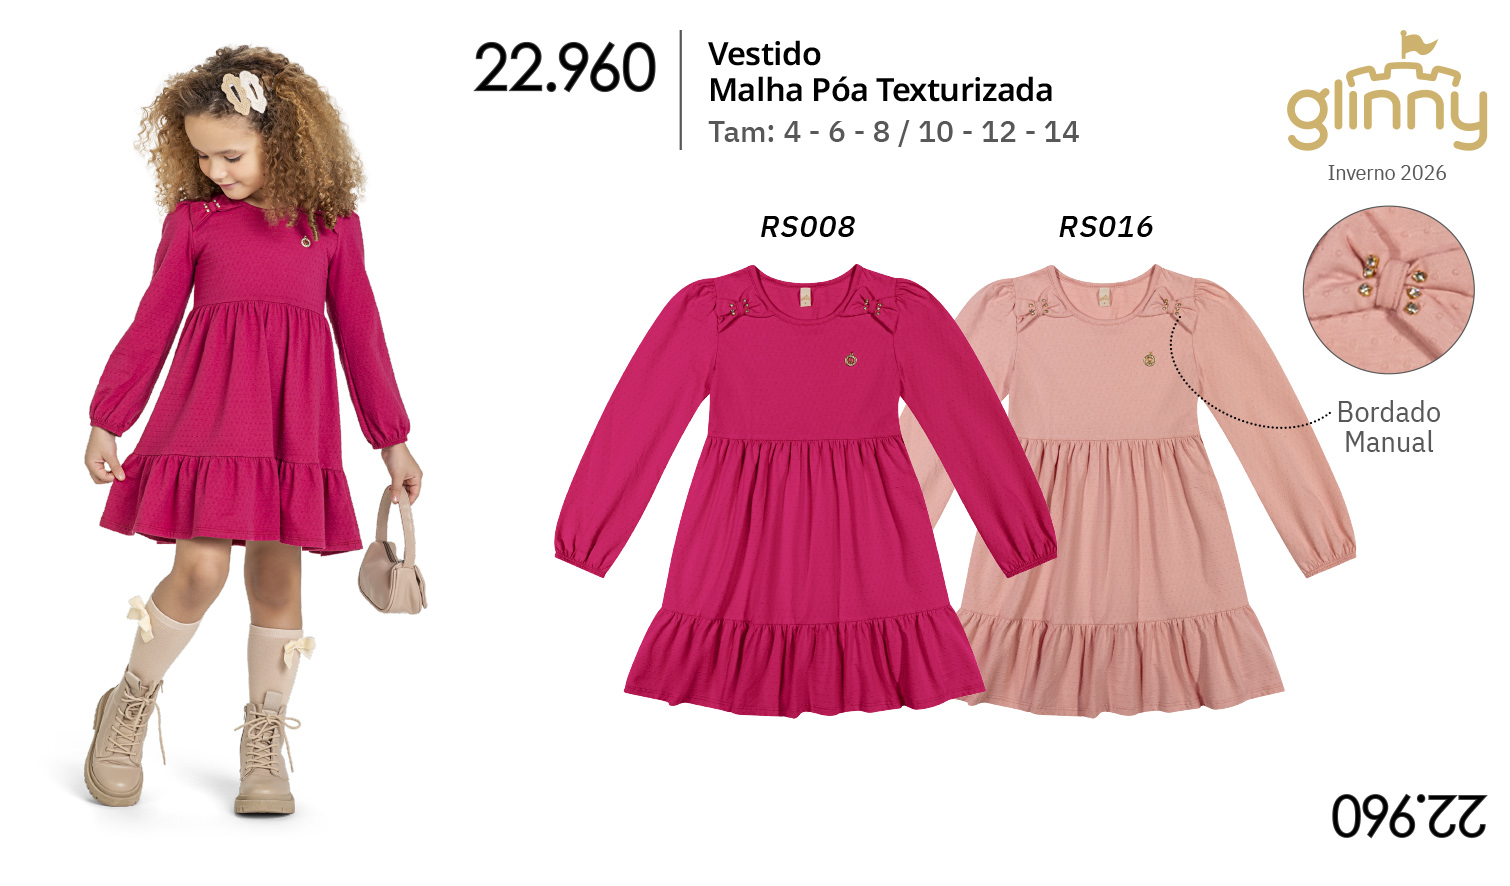 22.960
Vestido
Malha Póa Texturizada
Tam: 4 - 6 - 8 / 10 - 12 - 14
glinny
Inverno 2026
RS008
RS016
Bordado
Manual
22.960